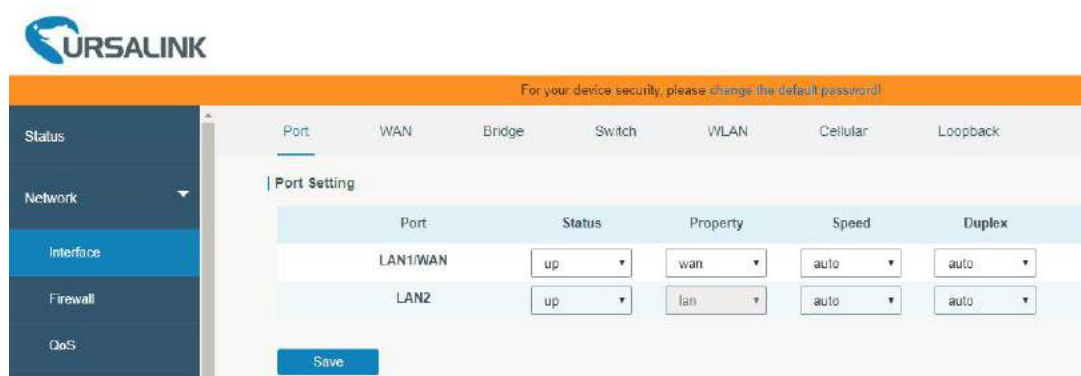 URSALINK
For your device security, please change the default password!
Status
Port WAN Bridge Switch WLAN Cellular Loopback
Network
Port Setting
Port Status Property Speed Duplex
Interface
LAN1/WAN up wan auto auto
Firewall
LAN2 up lan auto auto
QoS
Save